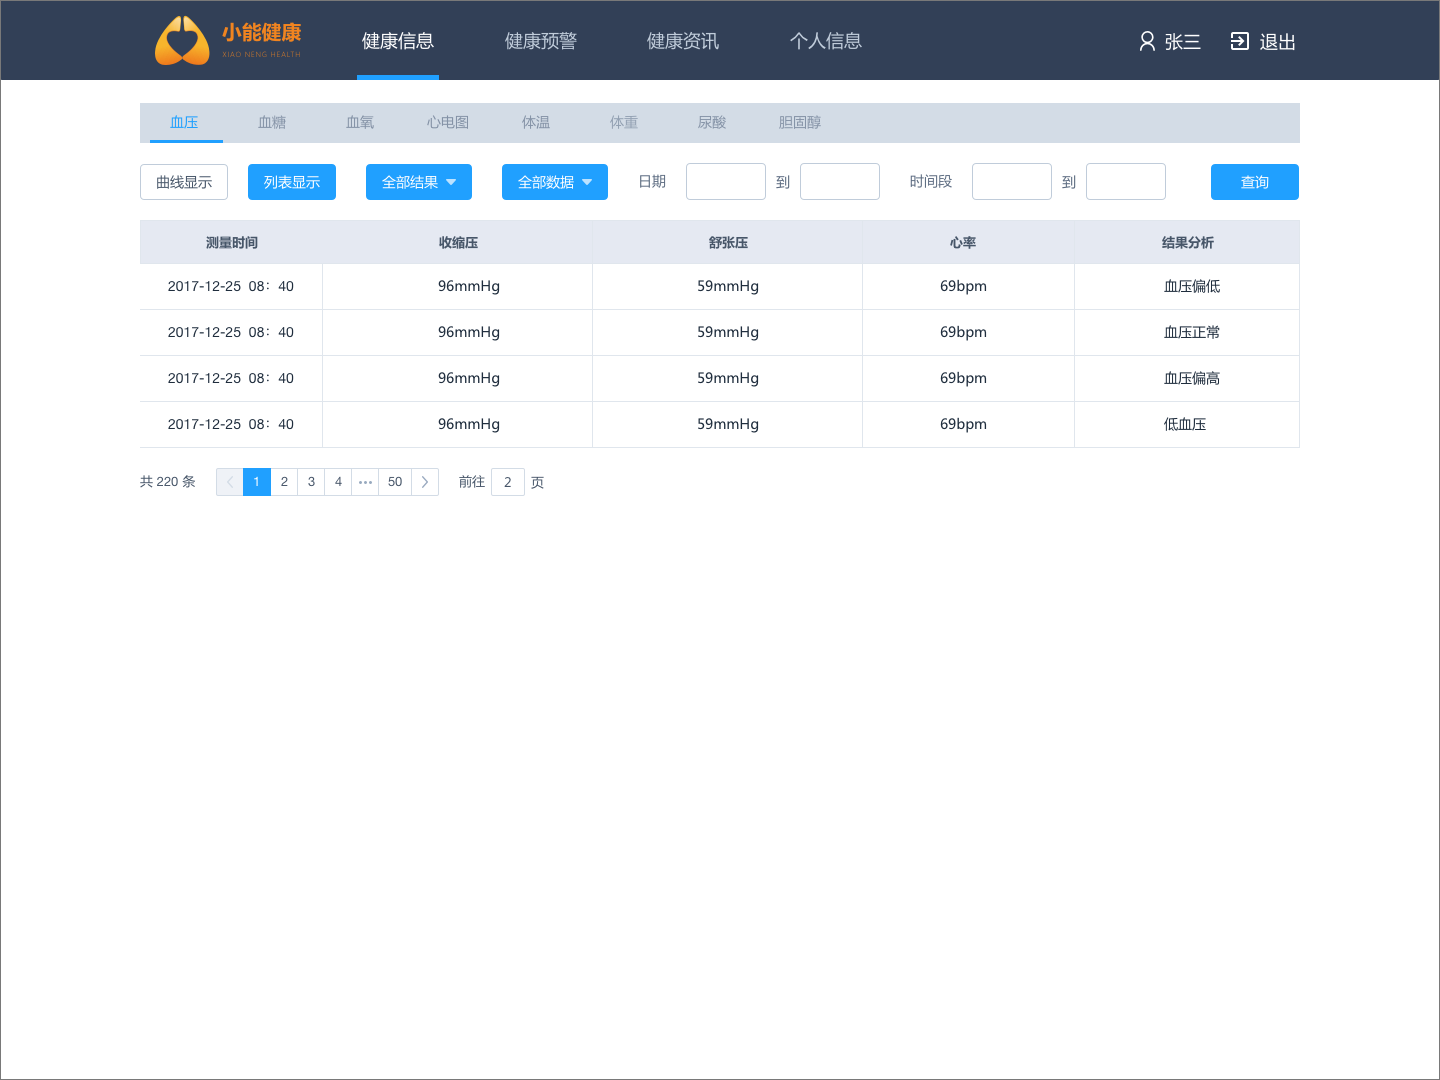 小能健康
XIAO NENG HEALTH
健康信息 健康预警 健康资讯 个人信息 张三 退出
血压 血糖 血氧 心电图 体温 体重 尿酸 胆固醇
曲线显示 列表显示 全部结果 全部数据 日期 到 时间段 到 查询
测量时间 收缩压 舒张压 心率 结果分析
2017-12-25 08：40 96mmHg 59mmHg 69bpm 血压偏低
2017-12-25 08：40 96mmHg 59mmHg 69bpm 血压正常
2017-12-25 08：40 96mmHg 59mmHg 69bpm 血压偏高
2017-12-25 08：40 96mmHg 59mmHg 69bpm 低血压
共 220 条 1 2 3 4 ••• 50 前往 2 页